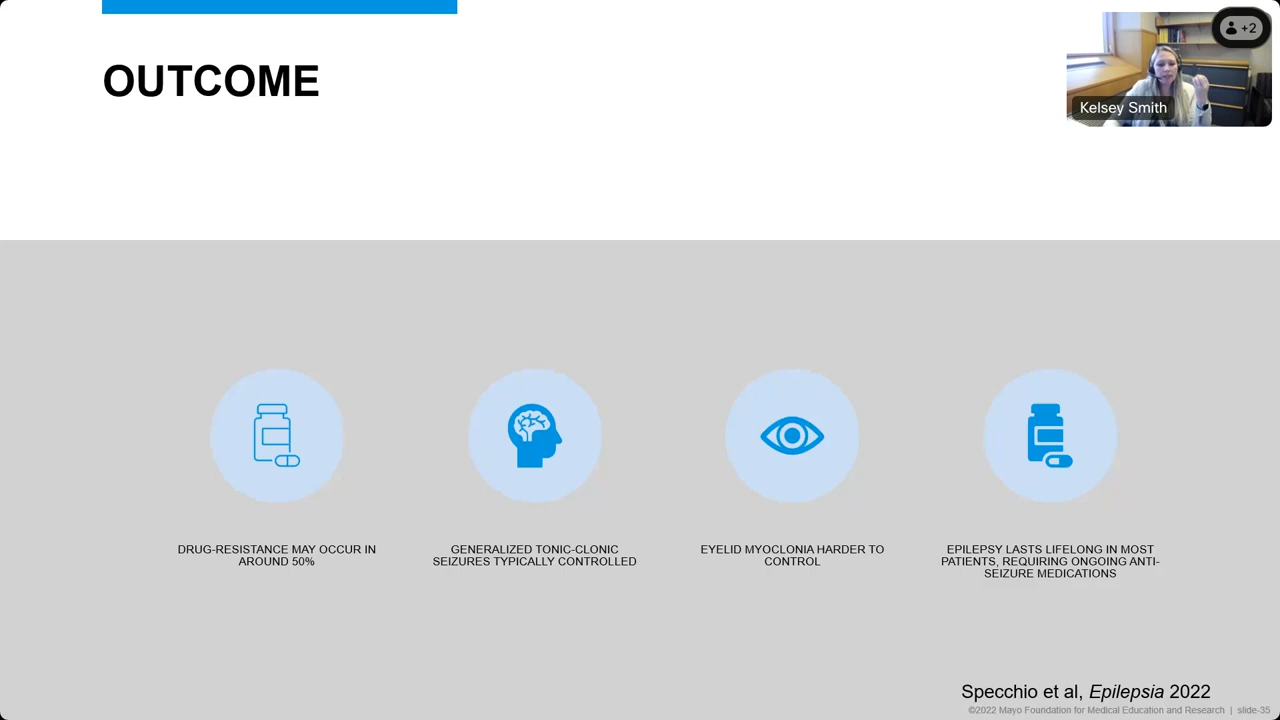 OUTCOME
+2
Kelsey Smith
DRUG-RESISTANCE MAY OCCUR IN
AROUND 50%
GENERALIZED TONIC-CLONIC
SEIZURES TYPICALLY CONTROLLED
EYELID MYOCLONIA HARDER TO
CONTROL
EPILEPSY LASTS LIFELONG IN MOST
PATIENTS, REQUIRING ONGOING ANTI-
SEIZURE MEDICATIONS
Specchio et al, Epilepsia 2022
©2022 Mayo Foundation for Medical Education and Research | slide-35